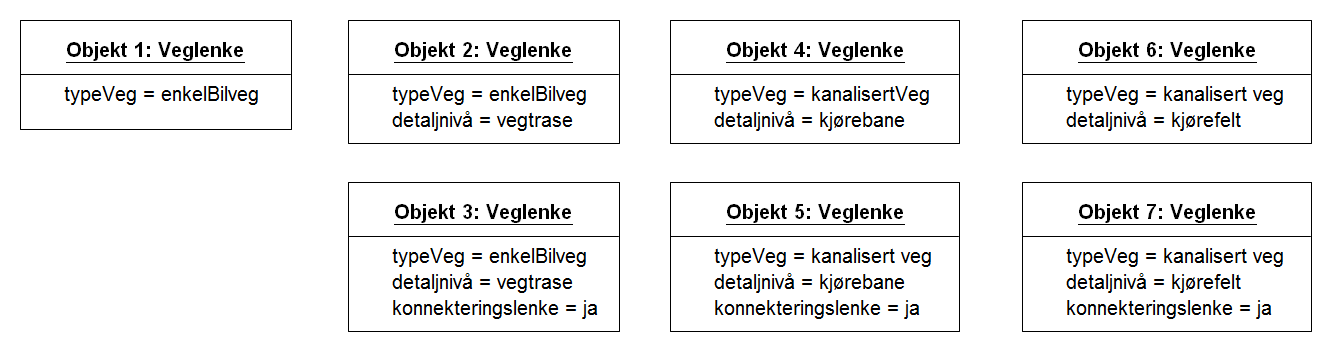 Objekt 1: Veglenke
typeVeg = enkelBilveg
Objekt 2: Veglenke
typeVeg = enkelBilveg
detaljnivå = vegtrase
Objekt 4: Veglenke
typeVeg = kanalisertVeg
detaljnivå = kjørebane
Objekt 6: Veglenke
typeVeg = kanalisert veg
detaljnivå = kjørefelt
Objekt 3: Veglenke
typeVeg = enkelBilveg
detaljnivå = vegtrase
konnekteringslenke = ja
Objekt 5: Veglenke
typeVeg = kanalisert veg
detaljnivå = kjørebane
konnekteringslenke = ja
Objekt 7: Veglenke
typeVeg = kanalisert veg
detaljnivå = kjørefelt
konnekteringslenke = ja